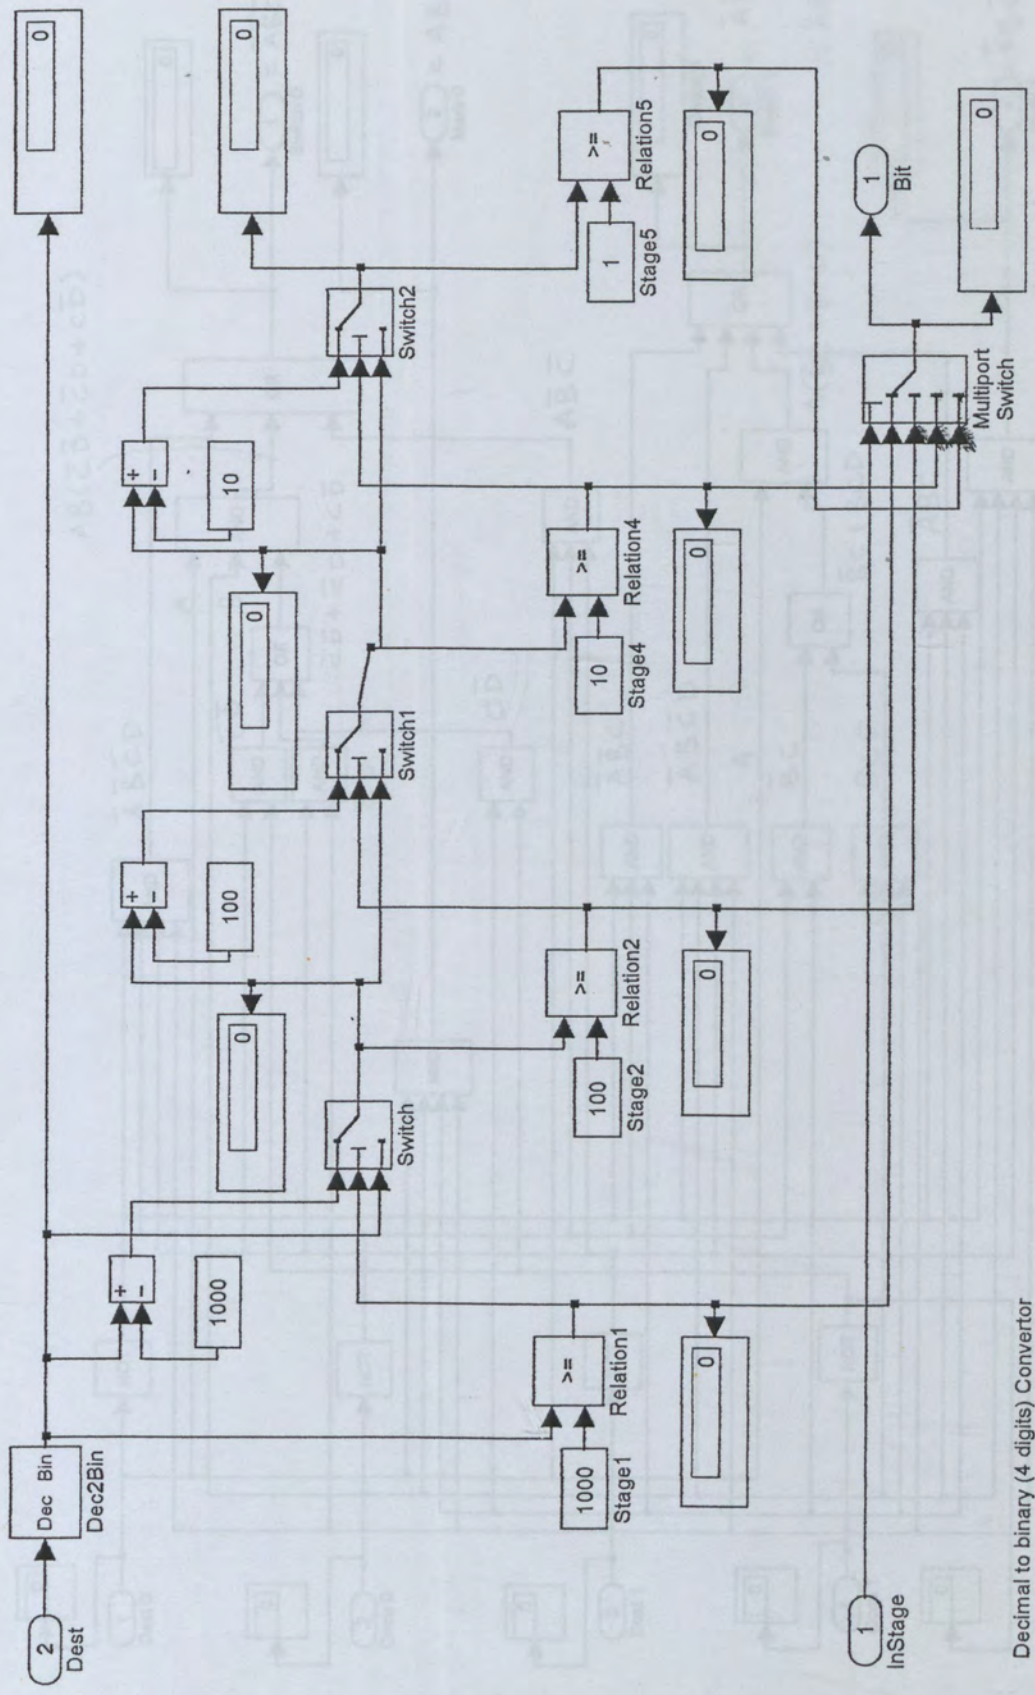 2
Dest
Dec Bin
Dec2Bin
0
+
-
1000
Switch
0
+
-
100
Switch1
0
+
-
10
Switch2
0
1000
Stage1
>=
Relation1
0
100
Stage2
>=
Relation2
0
10
Stage4
>=
Relation4
0
1
Stage5
>=
Relation5
0
1
InStage
Multiport
Switch
1
Bit
0
Decimal to binary (4 digits) Convertor